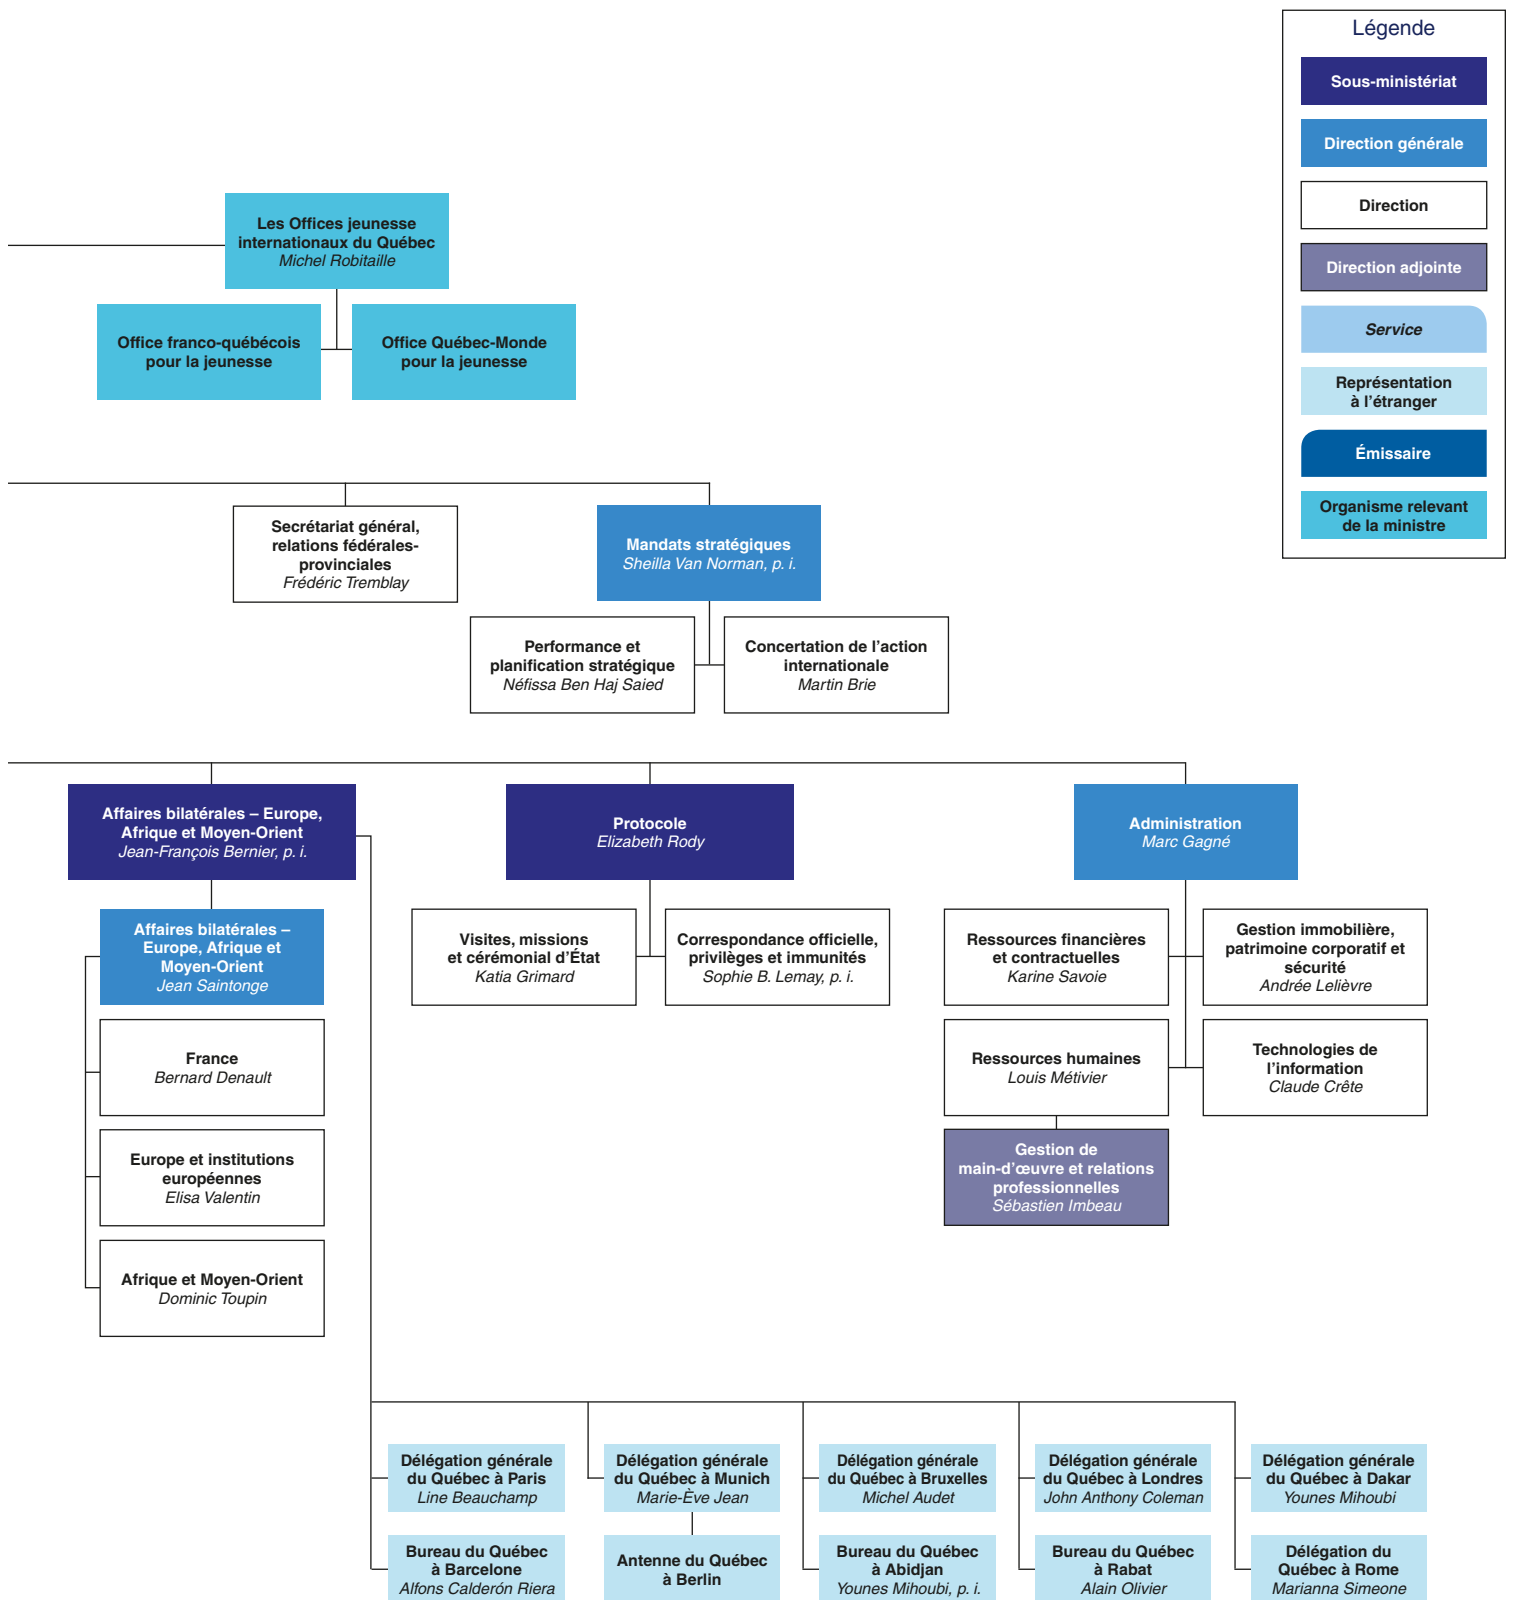 Légende
Sous-ministériat
Direction générale
Direction
Direction adjointe
Service
Représentation
à l'étranger
Émissaire
Organisme relevant
de la ministre
Les Offices jeunesse
internationaux du Québec
Michel Robitaille
Office franco-québécois
pour la jeunesse
Office Québec-Monde
pour la jeunesse
Secrétariat général,
relations fédérales-
provinciales
Frédéric Tremblay
Mandats stratégiques
Sheilla Van Norman, p. i.
Performance et
planification stratégique
Néfissa Ben Haj Saied
Concertation de l'action
internationale
Martin Brie
Affaires bilatérales – Europe,
Afrique et Moyen-Orient
Jean-François Bernier, p. i.
Protocole
Elizabeth Rody
Administration
Marc Gagné
Affaires bilatérales –
Europe, Afrique et
Moyen-Orient
Jean Saintonge
Visites, missions
et cérémonial d'État
Katia Grimard
Correspondance officielle,
privilèges et immunités
Sophie B. Lemay, p. i.
Ressources financières
et contractuelles
Karine Savoie
Gestion immobilière,
patrimoine corporatif et
sécurité
Andrée Lelièvre
France
Bernard Denault
Ressources humaines
Louis Métivier
Technologies de
l'information
Claude Crête
Europe et institutions
européennes
Elisa Valentin
Gestion de
main-d'œuvre et relations
professionnelles
Sébastien Imbeau
Afrique et Moyen-Orient
Dominic Toupin
Délégation générale
du Québec à Paris
Line Beauchamp
Délégation générale
du Québec à Munich
Marie-Ève Jean
Délégation générale
du Québec à Bruxelles
Michel Audet
Délégation générale
du Québec à Londres
John Anthony Coleman
Délégation générale
du Québec à Dakar
Younes Mihoubi
Bureau du Québec
à Barcelone
Alfons Calderón Riera
Antenne du Québec
à Berlin
Bureau du Québec
à Abidjan
Younes Mihoubi, p. i.
Bureau du Québec
à Rabat
Alain Olivier
Délégation du
Québec à Rome
Marianna Simeone